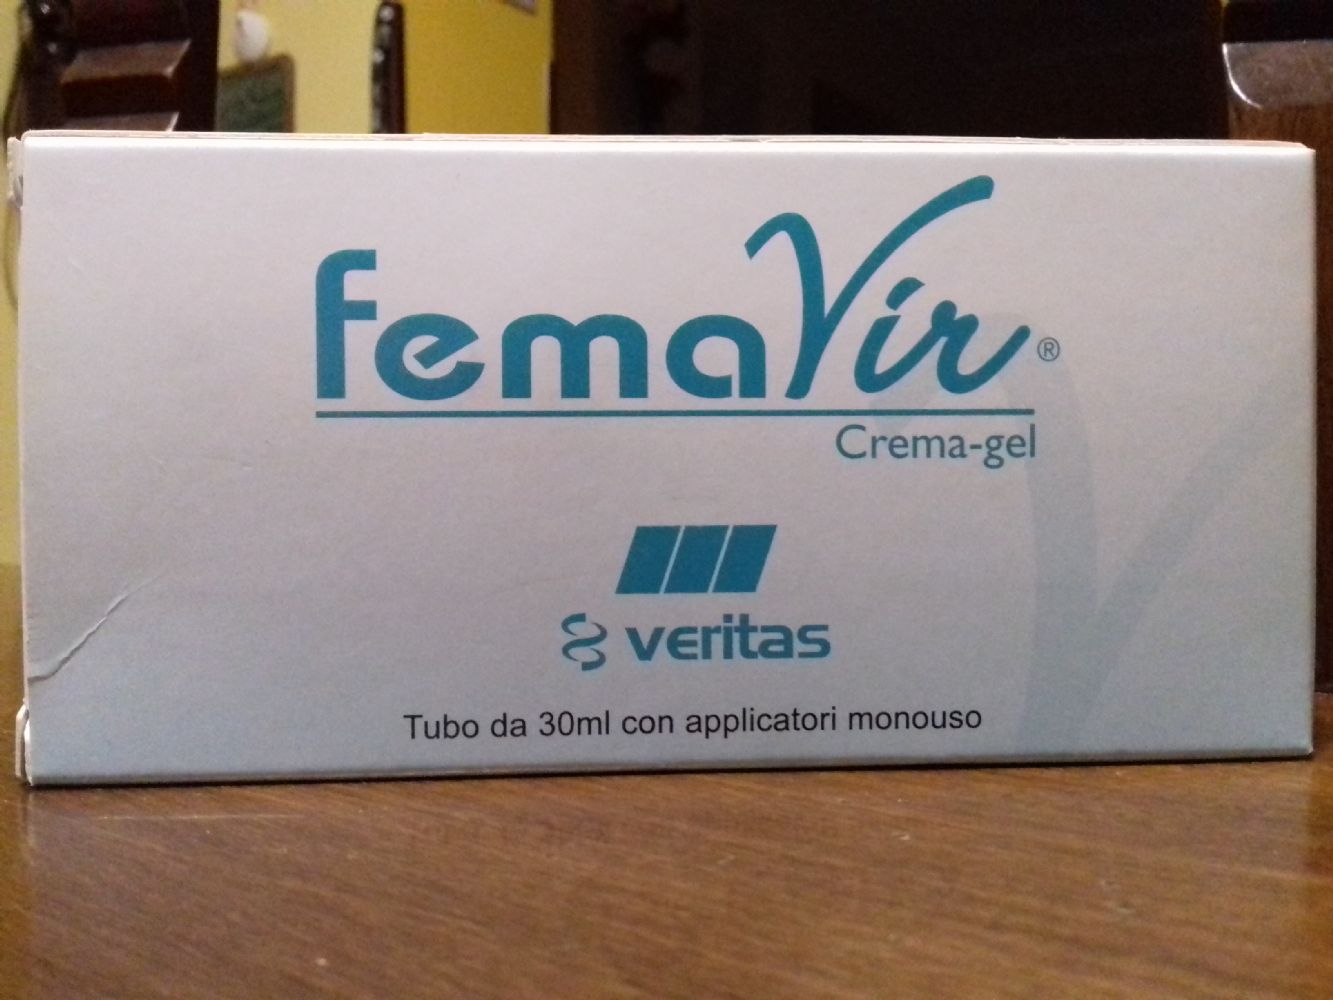 femaVir®
Crema-gel
veritas
Tubo da 30ml con applicatori monouso